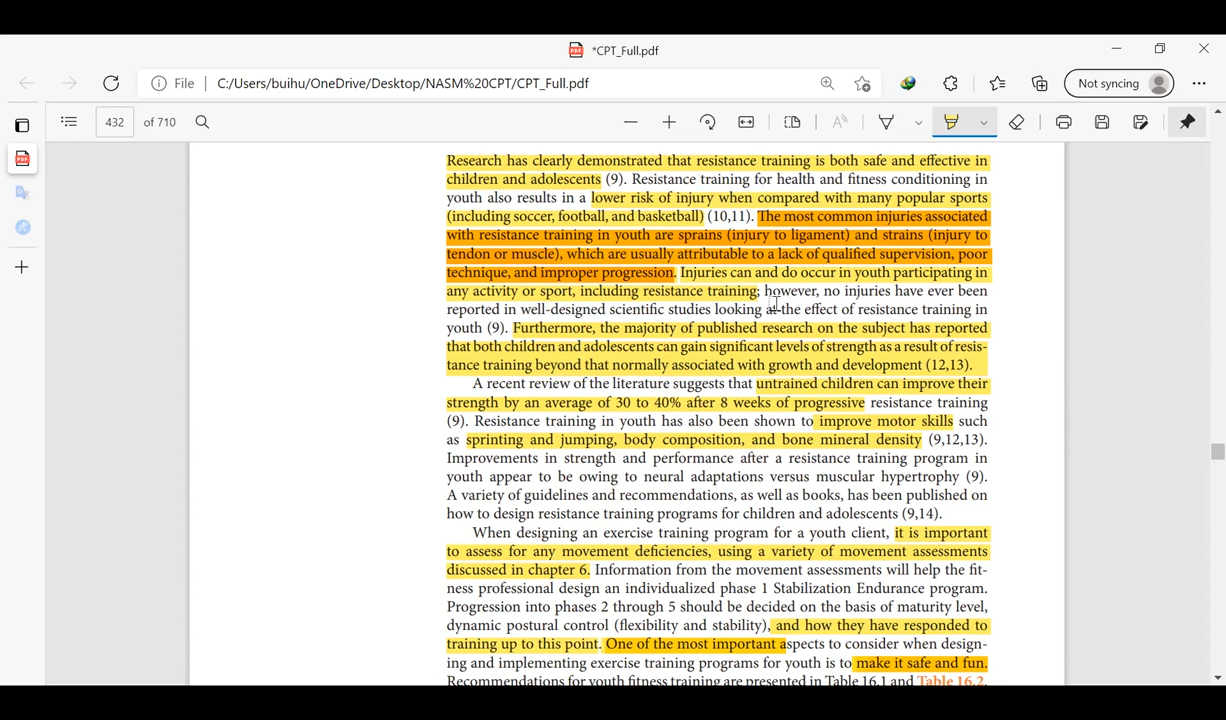 *CPT_Full.pdf
File | C:/Users/buihu/OneDrive/Desktop/NASM%20CPT/CPT_Full.pdf
Not syncing
432 of 710
Research has clearly demonstrated that resistance training is both safe and effective in
children and adolescents (9). Resistance training for health and fitness conditioning in
youth also results in a lower risk of injury when compared with many popular sports
(including soccer, football, and basketball) (10,11). The most common injuries associated
with resistance training in youth are sprains (injury to ligament) and strains (injury to
tendon or muscle), which are usually attributable to a lack of qualified supervision, poor
technique, and improper progression. Injuries can and do occur in youth participating in
any activity or sport, including resistance training; however, no injuries have ever been
reported in well-designed scientific studies looking at the effect of resistance training in
youth (9). Furthermore, the majority of published research on the subject has reported
that both children and adolescents can gain significant levels of strength as a result of resis-
tance training beyond that normally associated with growth and development (12,13).
A recent review of the literature suggests that untrained children can improve their
strength by an average of 30 to 40% after 8 weeks of progressive resistance training
(9). Resistance training in youth has also been shown to improve motor skills such
as sprinting and jumping, body composition, and bone mineral density (9,12,13).
Improvements in strength and performance after a resistance training program in
youth appear to be owing to neural adaptations versus muscular hypertrophy (9).
A variety of guidelines and recommendations, as well as books, has been published on
how to design resistance training programs for children and adolescents (9,14).
When designing an exercise training program for a youth client, it is important
to assess for any movement deficiencies, using a variety of movement assessments
discussed in chapter 6. Information from the movement assessments will help the fit-
ness professional design an individualized phase 1 Stabilization Endurance program.
Progression into phases 2 through 5 should be decided on the basis of maturity level,
dynamic postural control (flexibility and stability), and how they have responded to
training up to this point. One of the most important aspects to consider when design-
ing and implementing exercise training programs for youth is to make it safe and fun.
Recommendations for youth fitness training are presented in Table 16.1 and Table 16.2.